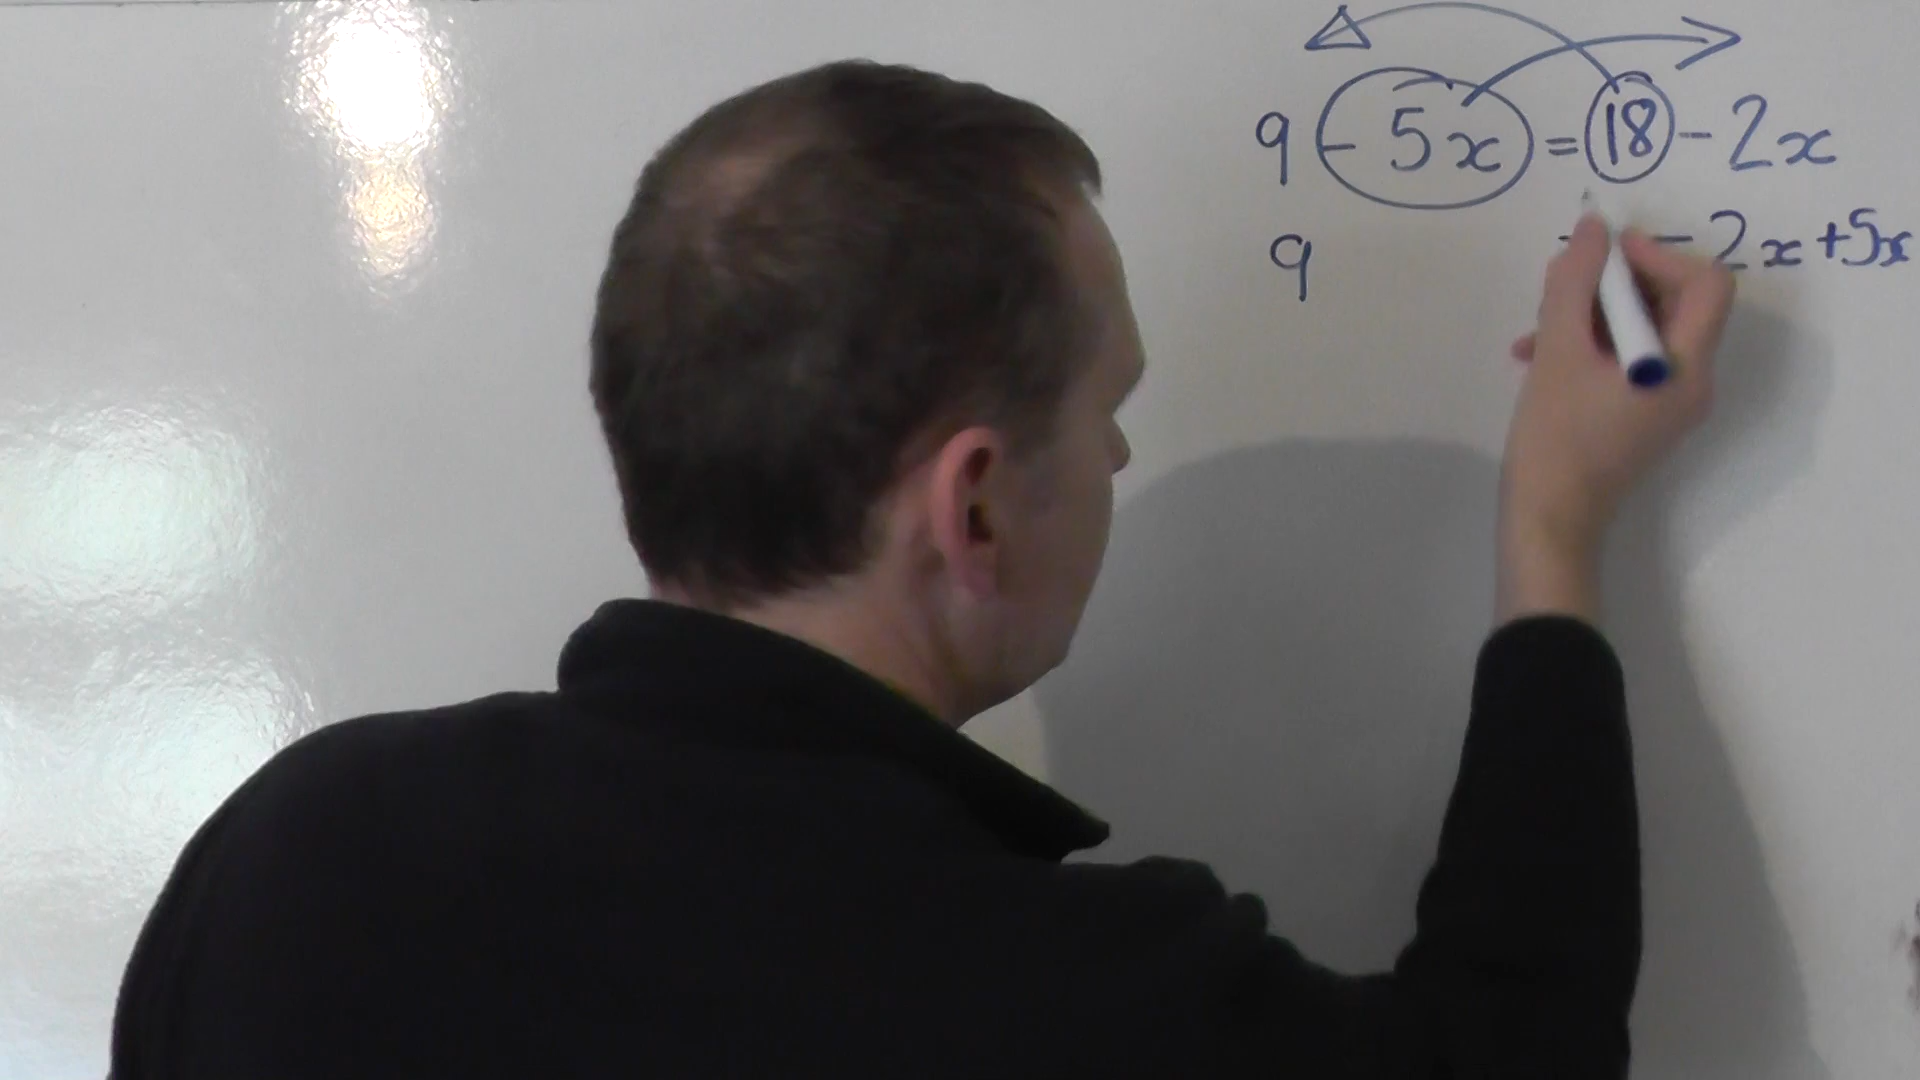 9 - 5x = 18 - 2x
9 = - 2x + 5x